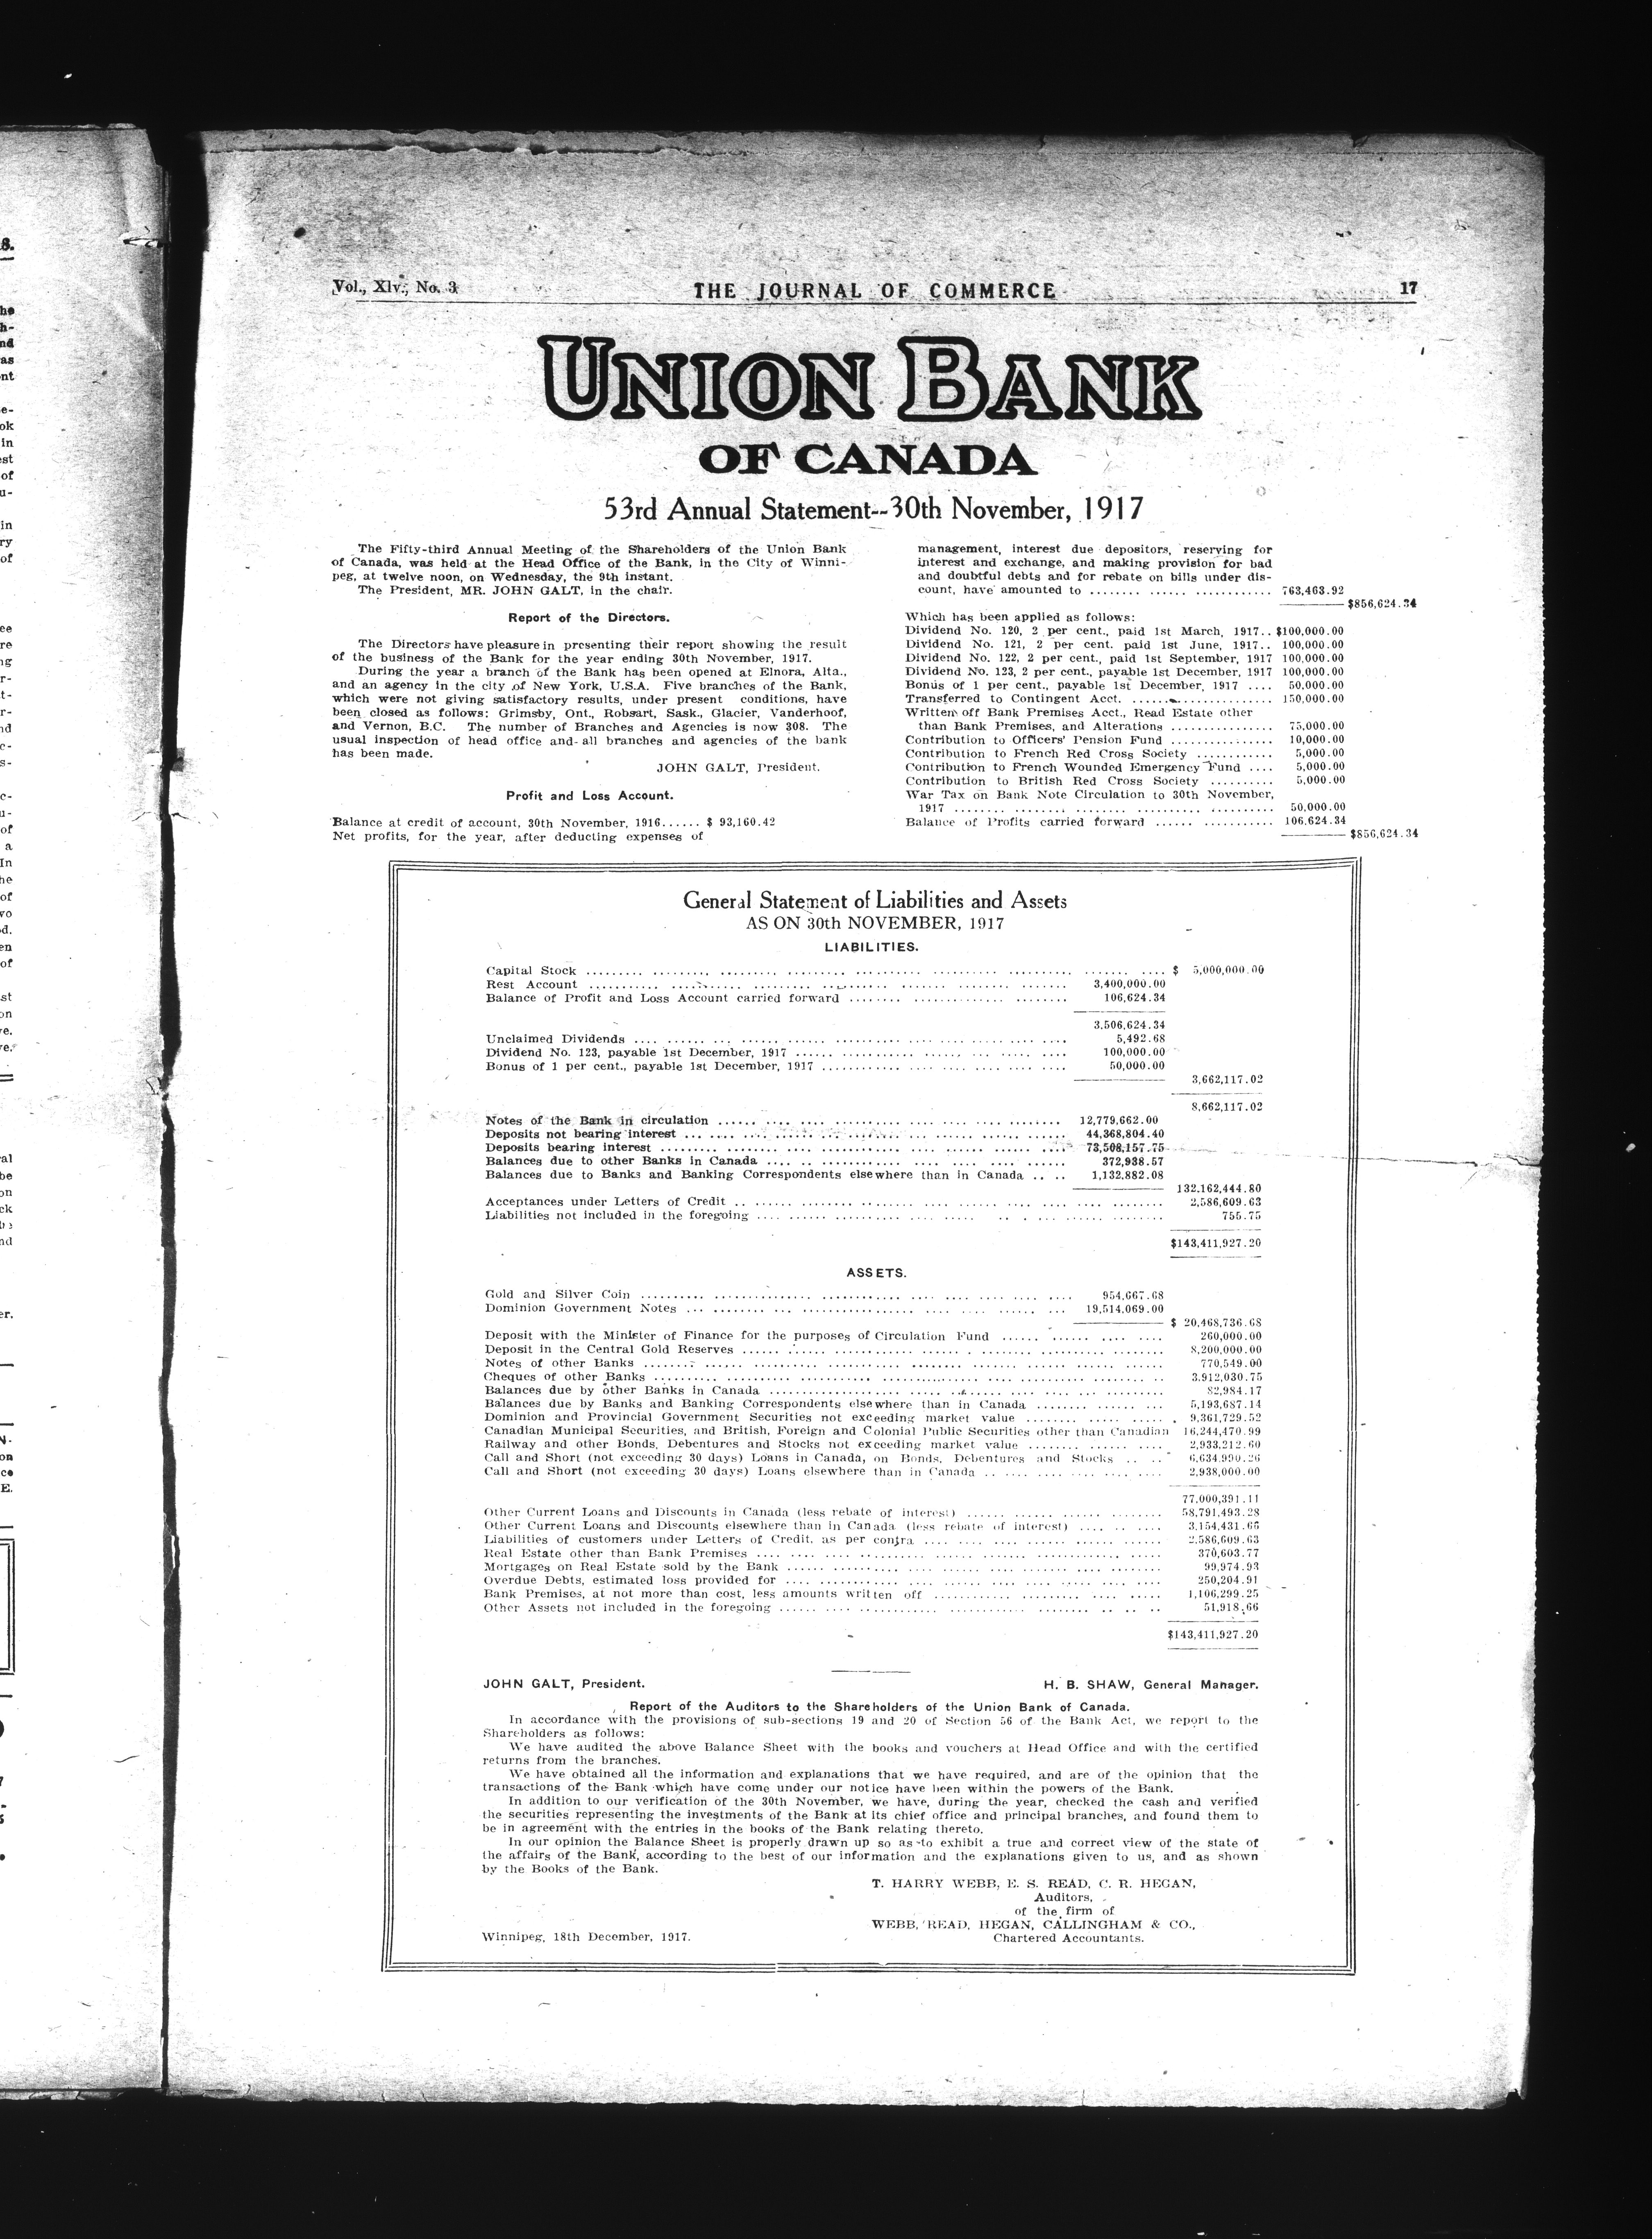 Vol., Xlv., No. 3
THE JOURNAL OF COMMERCE
17
UNION BANK
OF CANADA
53rd Annual Statement--30th November, 1917
The Fifty-third Annual Meeting of the Shareholders of the Union Bank
of Canada, was held at the Head Office of the Bank, in the City of Winni-
peg, at twelve noon, on Wednesday, the 9th instant.
The President, MR. JOHN GALT, in the chair.
Report of the Directors.
The Directors have pleasure in presenting their report showing the result
of the business of the Bank for the year ending 30th November, 1917.
During the year a branch of the Bank has been opened at Elnora, Alta.,
and an agency in the city of New York, U.S.A. Five branches of the Bank,
which were not giving satisfactory results, under present conditions, have
been closed as follows: Grimsby, Ont., Robsart, Sask., Glacier, Vanderhoof,
and Vernon, B.C. The number of Branches and Agencies is now 308. The
usual inspection of head office and all branches and agencies of the bank
has been made.
JOHN GALT, President.
Profit and Loss Account.
Balance at credit of account, 30th November, 1916...... $ 93,160.42
Net profits, for the year, after deducting expenses of
management, interest due depositors, reserving for
interest and exchange, and making provision for bad
and doubtful debts and for rebate on bills under dis-
count, have amounted to ........ ...... ............ 763,463.92
$856,624.34
Which has been applied as follows:
Dividend No. 120, 2 per cent., paid 1st March, 1917.. $100,000.00
Dividend No. 121, 2 per cent. paid 1st June, 1917.. 100,000.00
Dividend No. 122, 2 per cent., paid 1st September, 1917 100,000.00
Dividend No. 123, 2 per cent., payable 1st December, 1917 100,000.00
Bonus of 1 per cent., payable 1st December, 1917 .... 50,000.00
Transferred to Contingent Acct. ...................... 150,000.00
Written off Bank Premises Acct., Read Estate other
than Bank Premises, and Alterations ............... 75,000.00
Contribution to Officers' Pension Fund ............... 10,000.00
Contribution to French Red Cross Society ........... 5,000.00
Contribution to French Wounded Emergency Fund .... 5,000.00
Contribution to British Red Cross Society .......... 5,000.00
War Tax on Bank Note Circulation to 30th November,
1917 ........ ........ ........ ........... .......... 50,000.00
Balance of Profits carried forward ...... ........... 106,624.34
$856,624.34
General Statement of Liabilities and Assets
AS ON 30th NOVEMBER, 1917
LIABILITIES.
Capital Stock ......... ......... ......... ......... .... $ 5,000,000.00
Rest Account ........... ........... ......... ....... 3,400,000.00
Balance of Profit and Loss Account carried forward ........ .............. ........ 106,624.34
3,506,624.34
Unclaimed Dividends .... ...... ... ...... ...... .... 5,492.68
Dividend No. 123, payable 1st December, 1917 ...... ........... ...... ... ..... .... 100,000.00
Bonus of 1 per cent., payable 1st December, 1917 ............ .... .... .... .... .... 50,000.00
3,662,117.02
8,662,117.02
Notes of the Bank in circulation ...... .... .... ........ 12,779,662.00
Deposits not bearing interest ... .... .... ...... ...... 44,368,804.40
Deposits bearing interest ......... ........ ............ .... 73,508,157.75
Balances due to other Banks in Canada .... .. ............ .... .... .... ...... 372,938.57
Balances due to Banks and Banking Correspondents elsewhere than in Canada .. .. 1,132,882.08
132,162,444.80
Acceptances under Letters of Credit .. ...... ........ ........ 2,586,609.63
Liabilities not included in the foregoing .... ...... ........... .... ..... 755.75
$143,411,927.20
ASSETS.
Gold and Silver Coin .......... ................. .... .... 954,667.68
Dominion Government Notes ... ........ ... ............... .... ...... ... 19,514,069.00
$ 20,468,736.68
Deposit with the Minister of Finance for the purposes of Circulation Fund ...... ...... .... .... 260,000.00
Deposit in the Central Gold Reserves ...... ...... ............ ...... 8,200,000.00
Notes of other Banks ........ ...... .......... ........... ...... 770,549.00
Cheques of other Banks .......... ......... ........... .... .. 3,912,030.75
Balances due by other Banks in Canada ................... ..... ......... 82,984.17
Balances due by Banks and Banking Correspondents elsewhere than in Canada ........ ...... ... 5,193,687.14
Dominion and Provincial Government Securities not exceeding market value ........ ..... ..... . 9,361,729.52
Canadian Municipal Securities, and British, Foreign and Colonial Public Securities other than Canadian 16,244,470.99
Railway and other Bonds, Debentures and Stocks not exceeding market value ........ ...... .... 2,933,212.60
Call and Short (not exceeding 30 days) Loans in Canada, on Bonds, Debentures and Stocks .. .. 6,634,990.26
Call and Short (not exceeding 30 days) Loans elsewhere than in Canada .. .... .... .... .... .... 2,938,000.00
77,000,391.11
Other Current Loans and Discounts in Canada (less rebate of interest) ...... ...... ...... ........ 58,791,493.28
Other Current Loans and Discounts elsewhere than in Canada (less rebate of interest) .... .. .... 3,154,431.66
Liabilities of customers under Letters of Credit, as per contra .... .... .... ...... ...... ...... 2,586,609.63
Real Estate other than Bank Premises .... .... .... .. ......... ...... ..... 370,603.77
Mortgages on Real Estate sold by the Bank ...... ........... .... ... .... ........ 99,974.93
Overdue Debts, estimated loss provided for .... ............ .... ...... .... 250,204.91
Bank Premises, at not more than cost, less amounts written off ............ ......... .... ..... 1,106,299.25
Other Assets not included in the foregoing ...... .... ............ ........ .. .. .. 51,918.66
$143,411,927.20
JOHN GALT, President.
H. B. SHAW, General Manager.
Report of the Auditors to the Shareholders of the Union Bank of Canada.
In accordance with the provisions of sub-sections 19 and 20 of Section 56 of the Bank Act, we report to the
Shareholders as follows:
We have audited the above Balance Sheet with the books and vouchers at Head Office and with the certified
returns from the branches.
We have obtained all the information and explanations that we have required, and are of the opinion that the
transactions of the Bank which have come under our notice have been within the powers of the Bank.
In addition to our verification of the 30th November, we have, during the year, checked the cash and verified
the securities representing the investments of the Bank at its chief office and principal branches, and found them to
be in agreement with the entries in the books of the Bank relating thereto.
In our opinion the Balance Sheet is properly drawn up so as to exhibit a true and correct view of the state of
the affairs of the Bank, according to the best of our information and the explanations given to us, and as shown
by the Books of the Bank.
T. HARRY WEBB, E. S. READ, C. R. HEGAN,
Auditors,
of the firm of
WEBB, READ, HEGAN, CALLINGHAM & CO.,
Winnipeg, 18th December, 1917.
Chartered Accountants.